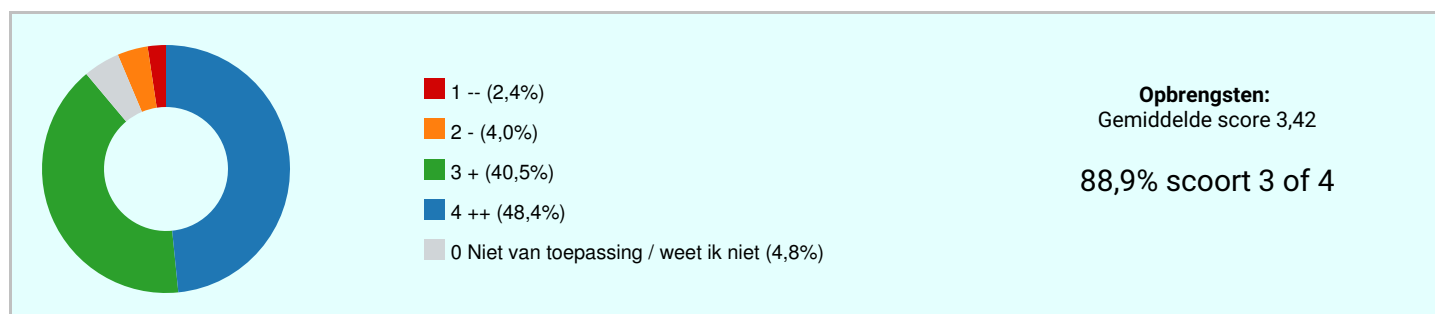 1 -- (2,4%)
2 - (4,0%)
3 + (40,5%)
4 ++ (48,4%)
0 Niet van toepassing / weet ik niet (4,8%)
Opbrengsten:
Gemiddelde score 3,42
88,9% scoort 3 of 4